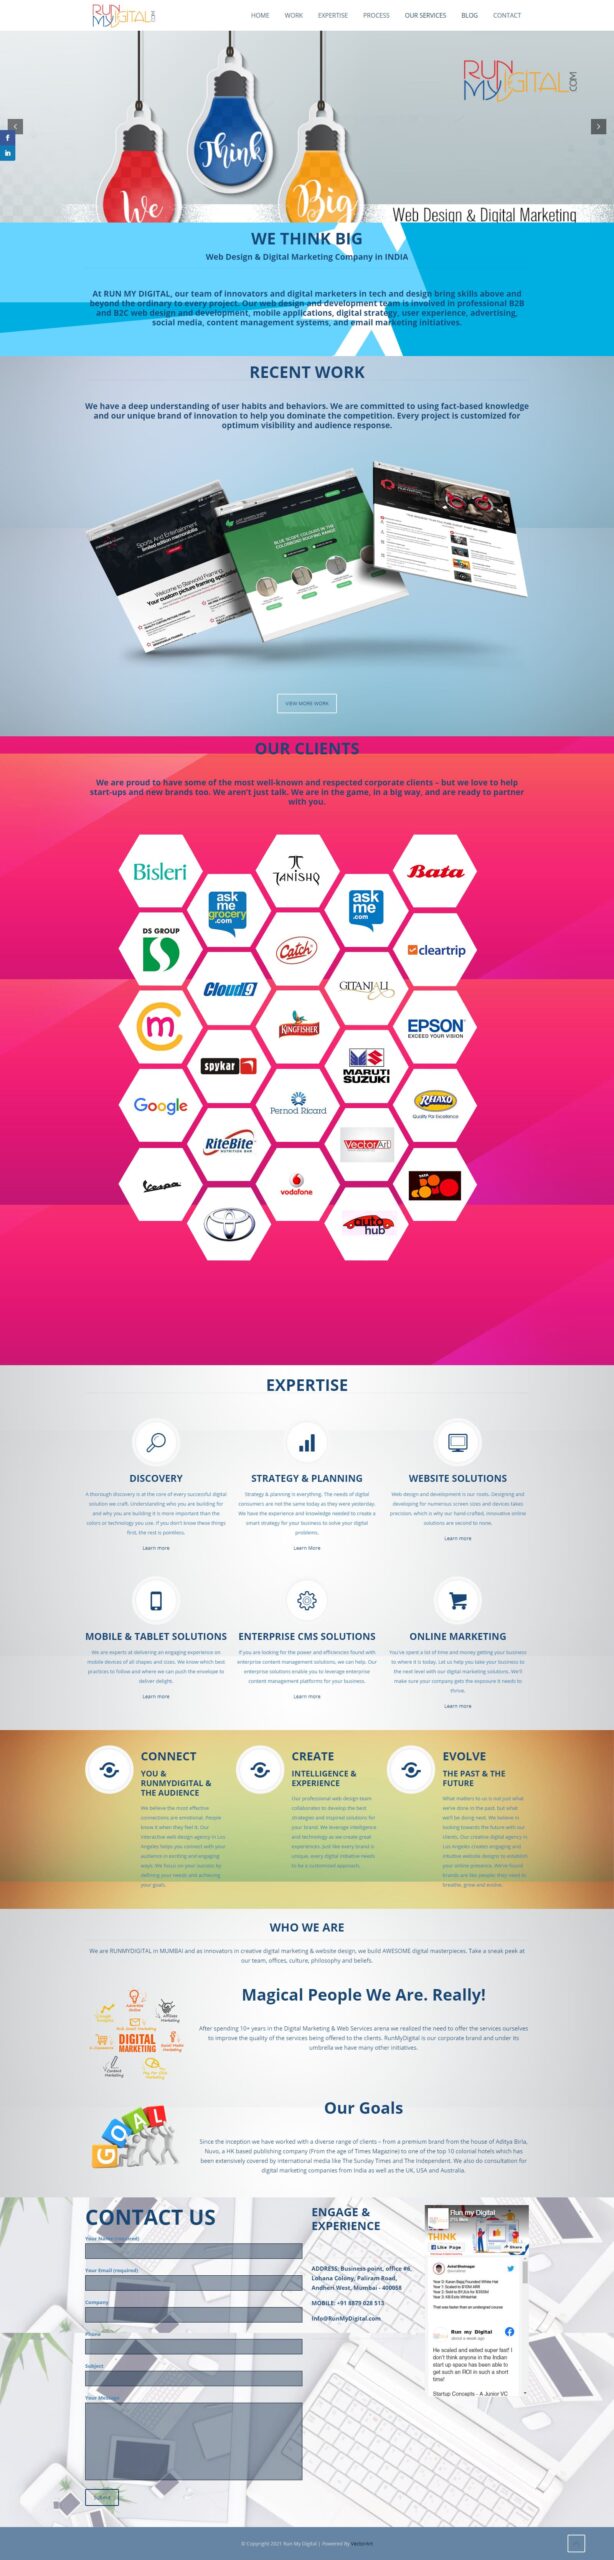 RUN
MYDIGITAL
.COM
HOME WORK EXPERTISE PROCESS OUR SERVICES BLOG CONTACT
RUN
MYDIGITAL
.COM
We Think Big
Web Design & Digital Marketing
WE THINK BIG
Web Design & Digital Marketing Company in INDIA
At RUN MY DIGITAL, our team of innovators and digital marketers in tech and design bring skills above and
beyond the ordinary to every project. Our web design and development team is involved in professional B2B
and B2C web design and development, mobile applications, digital strategy, user experience, advertising,
social media, content management systems, and email marketing initiatives.
RECENT WORK
We have a deep understanding of user habits and behaviors. We are committed to using fact-based knowledge
and our unique brand of innovation to help you dominate the competition. Every project is customized for
optimum visibility and audience response.
Sports And Entertainment
limited edition memorabilia
Welcome to Starworld Framing,
Your custom picture framing specialists
BLUE SCOPE COLOURS IN THE
COLORBOND ROOFING RANGE
VIEW MORE WORK
OUR CLIENTS
We are proud to have some of the most well-known and respected corporate clients – but we love to help
start-ups and new brands too. We aren't just talk. We are in the game, in a big way, and are ready to partner
with you.
Bisleri
TANISHQ
Bata
ask
me
grocery
.com
ask
me
.com
DS GROUP
Catch
cleartrip
Cloud9
GITANJALI
m
KINGFISHER
EPSON
EXCEED YOUR VISION
spykar
MARUTI
SUZUKI
Google
Pernod Ricard
RHAXO
Quality Par Excellence
RiteBite
NUTRITION BAR
VectorArt
Vespa
vodafone
TATA
docomo
auto
hub
EXPERTISE
DISCOVERY
A thorough discovery is at the core of every successful digital
solution we craft. Understanding who you are building for
and why you are building it is more important than the
colors or technology you use. If you don't know these things
first, the rest is pointless.
Learn more
STRATEGY & PLANNING
Strategy & planning is everything. The needs of digital
consumers are not the same today as they were yesterday.
We have the experience and knowledge needed to create a
smart strategy for your business to solve your digital
problems.
Learn More
WEBSITE SOLUTIONS
Web design and development is our roots. Designing and
developing for numerous screen sizes and devices takes
precision, which is why our hand-crafted, innovative online
solutions are second to none.
Learn more
MOBILE & TABLET SOLUTIONS
We are experts at delivering an engaging experience on
mobile devices of all shapes and sizes. We know which best
practices to follow and where we can push the envelope to
deliver delight.
Learn more
ENTERPRISE CMS SOLUTIONS
If you are looking for the power and efficiencies found with
enterprise content management solutions, we can help. Our
enterprise solutions enable you to leverage enterprise
content management platforms for your business.
Learn more
ONLINE MARKETING
You've spent a lot of time and money getting your business
to where it is today. Let us help you take your business to
the next level with our digital marketing solutions. We'll
make sure your company gets the exposure it needs to
thrive.
Learn more
CONNECT
YOU &
RUNMYDIGITAL &
THE AUDIENCE
We believe the most effective
connections are emotional. People
know it when they feel it. Our
interactive web design agency in Los
Angeles helps you connect with your
audience in exciting and engaging
ways. We focus on your success by
defining your needs and achieving
your goals.
CREATE
INTELLIGENCE &
EXPERIENCE
Our professional web design team
collaborates to develop the best
strategies and inspired solutions for
your brand. We leverage intelligence
and technology as we create great
experiences. Just like every brand is
unique, every digital initiative needs
to be a customized approach.
EVOLVE
THE PAST & THE
FUTURE
What matters to us is not just what
we've done in the past, but what
we'll be doing next. We believe in
looking towards the future with our
clients. Our creative digital agency in
Los Angeles creates engaging and
intuitive website designs to establish
your online presence. We've found
brands are like people; they need to
breathe, grow and evolve.
WHO WE ARE
We are RUNMYDIGITAL in MUMBAI and as innovators in creative digital marketing & website design, we build AWESOME digital masterpieces. Take a sneak peek at
our team, offices, culture, philosophy and beliefs.
DIGITAL
MARKETING
Magical People We Are. Really!
After spending 10+ years in the Digital Marketing & Web Services arena we realized the need to offer the services ourselves
to improve the quality of the services being offered to the clients. RunMyDigital is our corporate brand and under its
umbrella we have many other initiatives.
GOAL
Our Goals
Since the inception we have worked with a diverse range of clients – from a premium brand from the house of Aditya Birla,
Nuvo, a HK based publishing company (From the age of Times Magazine) to one of the top 10 colonial hotels which has
been extensively covered by international media like The Sunday Times and The Independent. We also do consultation for
digital marketing companies from India as well as the UK, USA and Australia.
CONTACT US
Your Name (required)
Your Email (required)
Company
Phone
Subject
Your Message
Submit
ENGAGE &
EXPERIENCE
ADDRESS: Business point, office #6,
Lohana Colony, Paliram Road,
Andheri West, Mumbai - 400058
MOBILE: +91 8879 028 513
Info@RunMyDigital.com
Run my Digital
THINK
Like Page
Share
Run my Digital
about a week ago
He scaled and exited super fast! I
don't think anyone in the Indian
start up space has been able to
get such an ROI in such a short
time!
Startup Concepts - A Junior VC
© Copyright 2021 Run My Digital | Powered By VectorArt